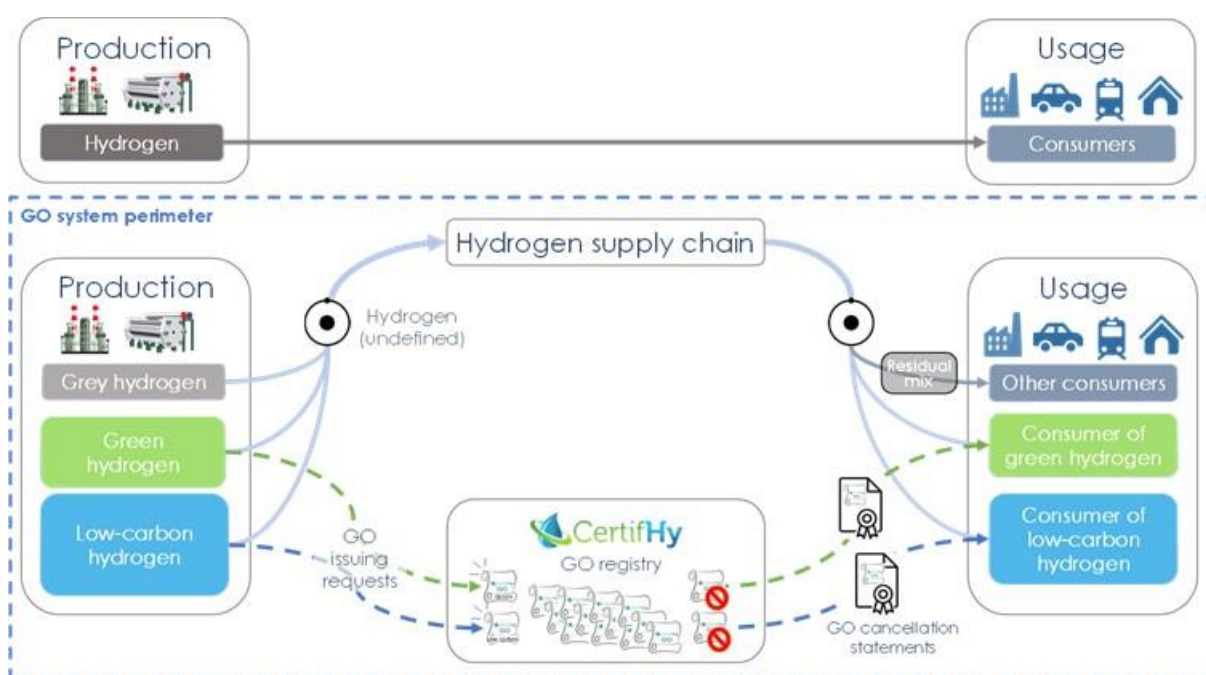 Production
Hydrogen
Usage
Consumers
GO system perimeter
Hydrogen supply chain
Production
Hydrogen
(undefined)
Grey hydrogen
Green
hydrogen
Low-carbon
hydrogen
GO
issuing
requests
CertifHy
GO registry
GO cancellation
statements
Usage
Residual
mix
Other consumers
Consumer of
green hydrogen
Consumer of
low-carbon
hydrogen